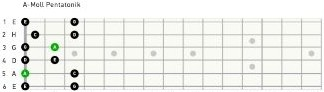 A-Moll Pentatonik
1 E E G
2 H C D
3 G G A
4 D D E
5 A A C
6 E E G